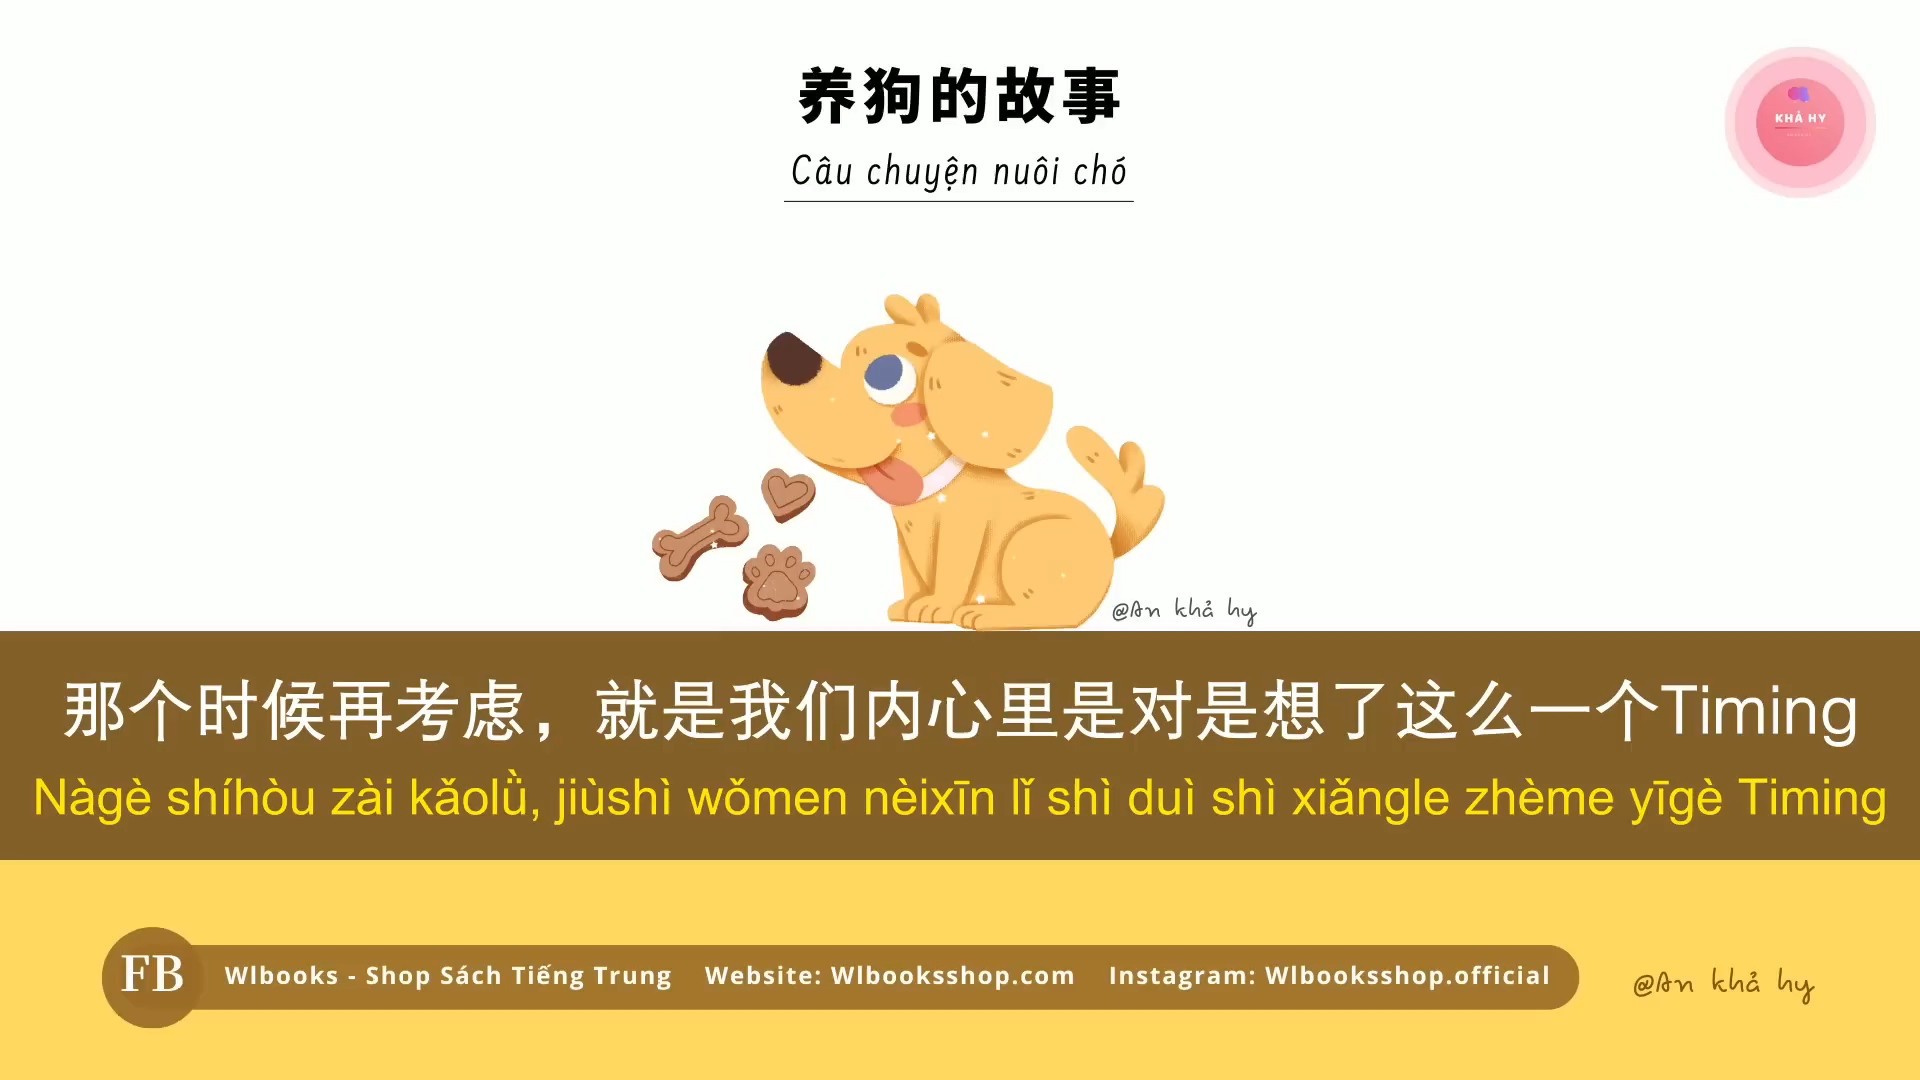 养狗的故事
Câu chuyện nuôi chó
KHẢ HY
@An khả hy
那个时候再考虑，就是我们内心里是对是想了这么一个Timing
Nàgè shíhòu zài kǎolǜ, jiùshì wǒmen nèixīn lǐ shì duì shì xiǎngle zhème yīgè Timing
FB Wlbooks - Shop Sách Tiếng Trung Website: Wlbooksshop.com Instagram: Wlbooksshop.official
@An khả hy